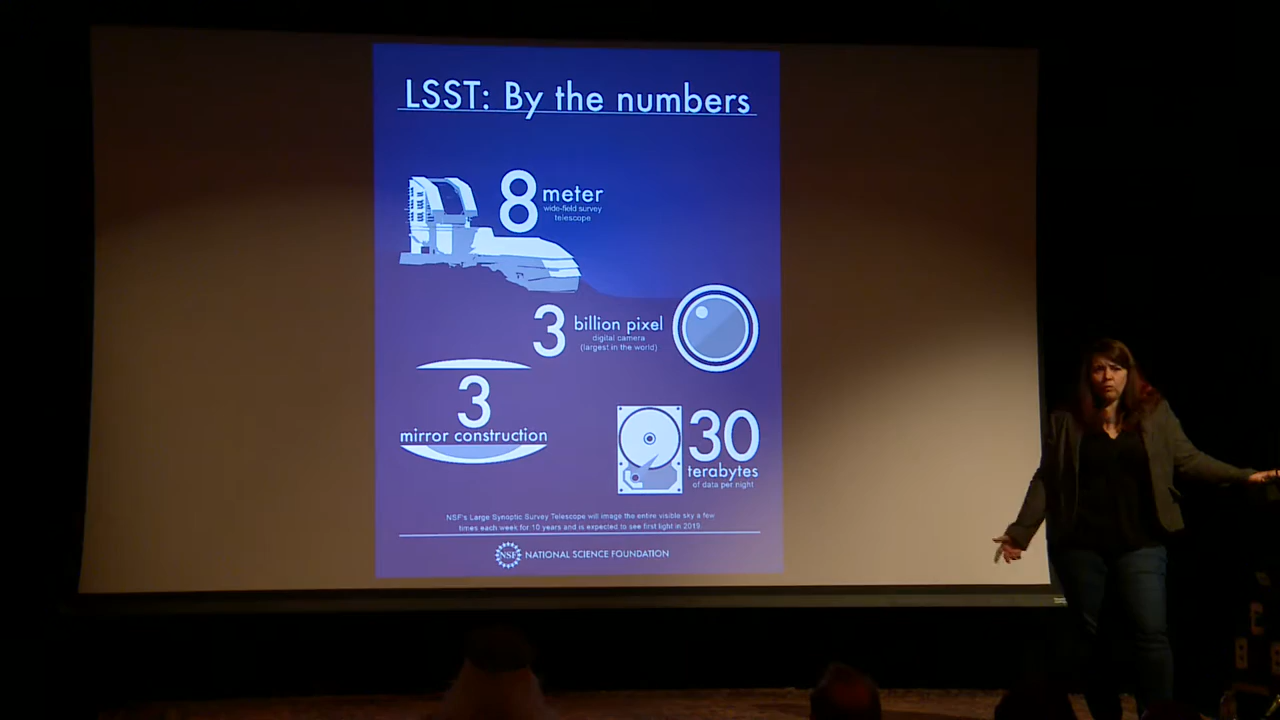 LSST: By the numbers
8 meter
wide-field survey
telescope
3 billion pixel
digital camera
(largest in the world)
3
mirror construction
30
terabytes
of data per night
NSF's Large Synoptic Survey Telescope will image the entire visible sky a few
times each week for 10 years and is expected to see first light in 2019.
NSF NATIONAL SCIENCE FOUNDATION